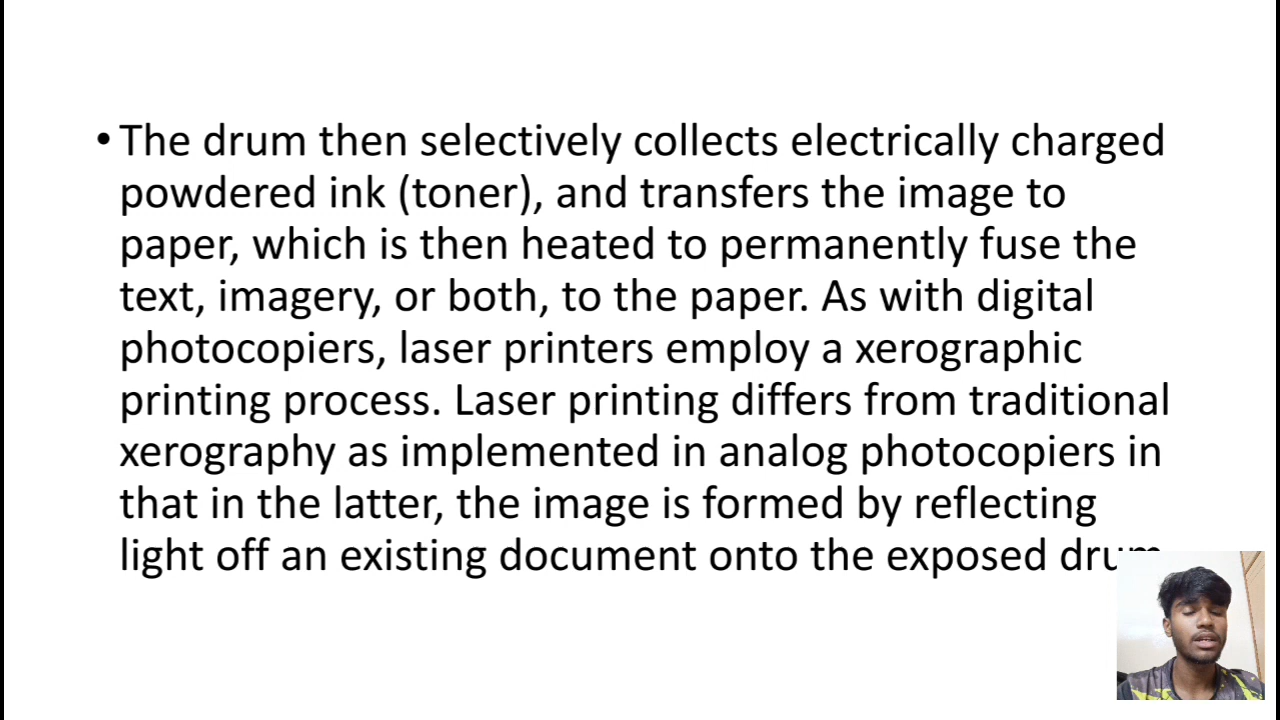 • The drum then selectively collects electrically charged
powdered ink (toner), and transfers the image to
paper, which is then heated to permanently fuse the
text, imagery, or both, to the paper. As with digital
photocopiers, laser printers employ a xerographic
printing process. Laser printing differs from traditional
xerography as implemented in analog photocopiers in
that in the latter, the image is formed by reflecting
light off an existing document onto the exposed drum